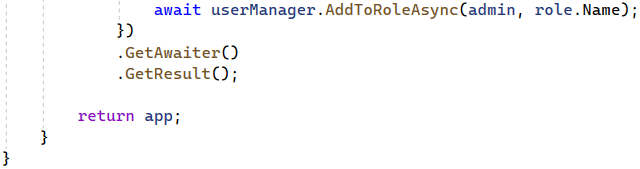 await userManager.AddToRoleAsync(admin, role.Name);
})
.GetAwaiter()
.GetResult();
return app;
}
}